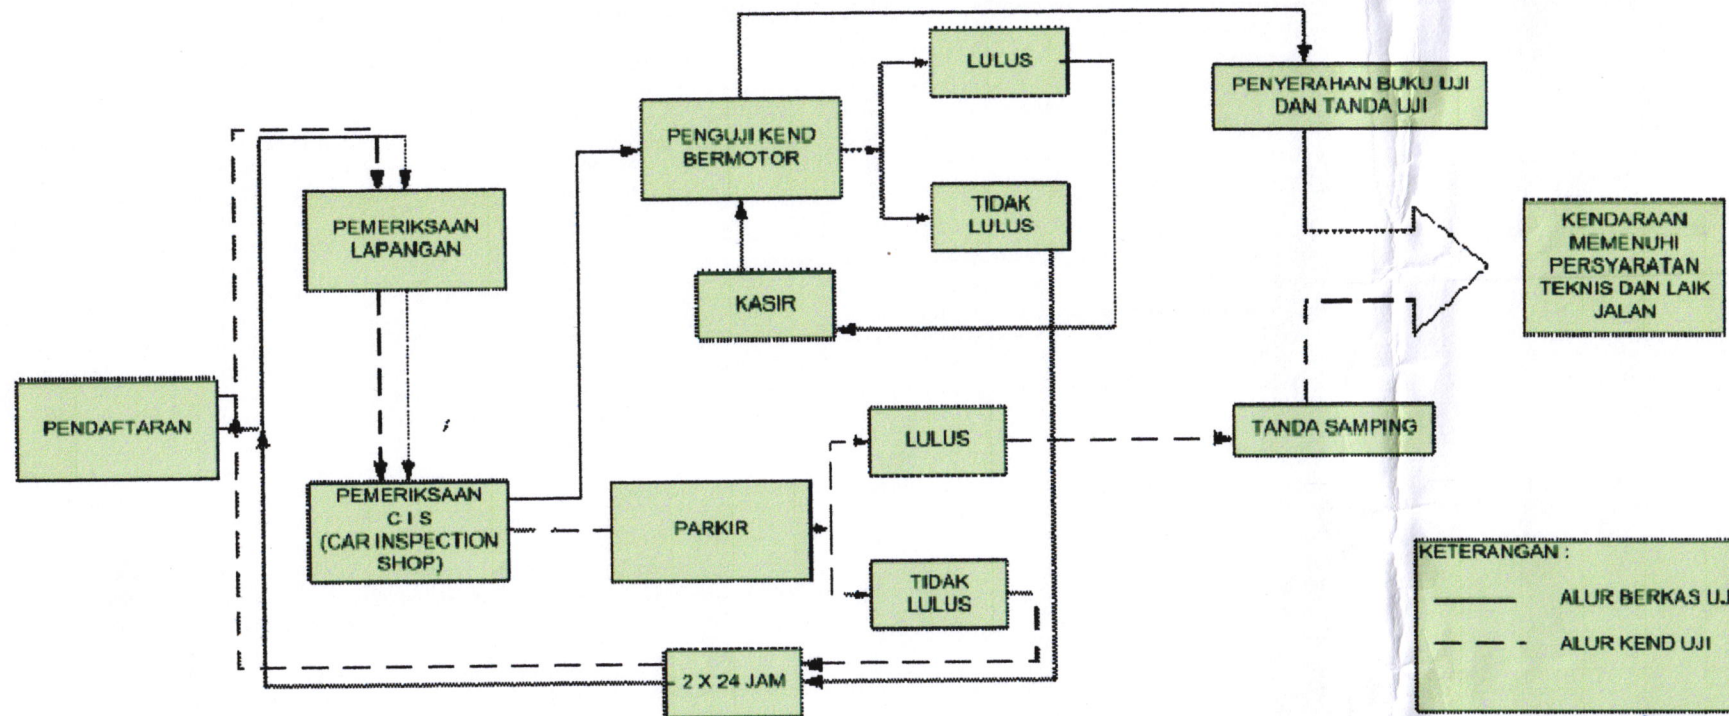 LULUS
PENYERAHAN BUKU UJI
DAN TANDA UJI
PENGUJI KEND
BERMOTOR
PEMERIKSAAN
LAPANGAN
TIDAK
LULUS
KENDARAAN
MEMENUHI
PERSYARATAN
TEKNIS DAN LAIK
JALAN
KASIR
PENDAFTARAN
LULUS
TANDA SAMPING
PEMERIKSAAN
C I S
(CAR INSPECTION
SHOP)
PARKIR
TIDAK
LULUS
2 X 24 JAM
KETERANGAN :
ALUR BERKAS UJ
ALUR KEND UJI